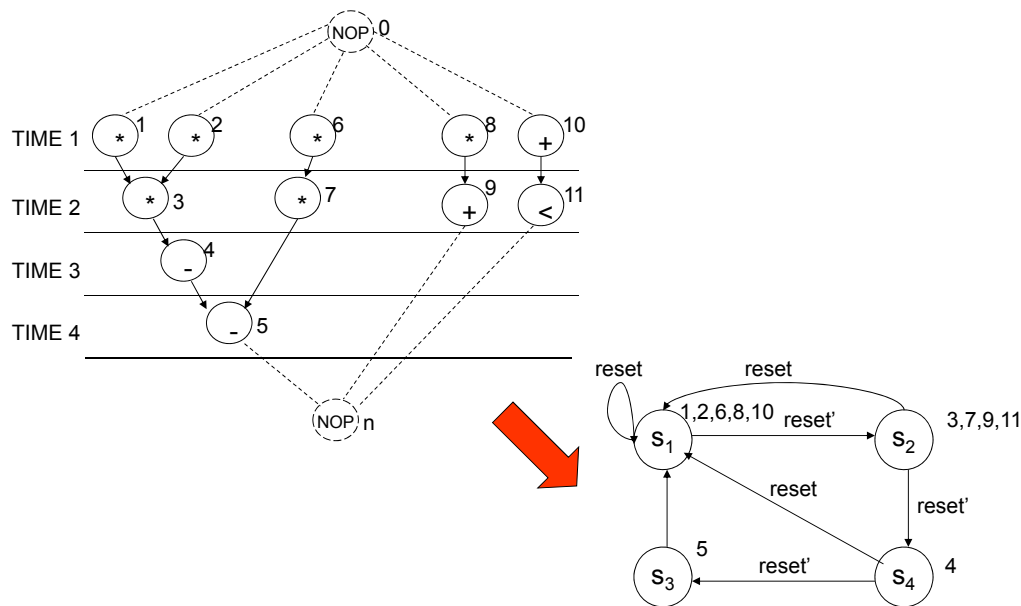 NOP 0
TIME 1 * 1 * 2 * 6 * 8 + 10
TIME 2 * 3 * 7 + 9 < 11
TIME 3 - 4
TIME 4 - 5
NOP n
reset reset
s1 1,2,6,8,10 reset' s2 3,7,9,11
reset reset'
s3 5 reset' s4 4